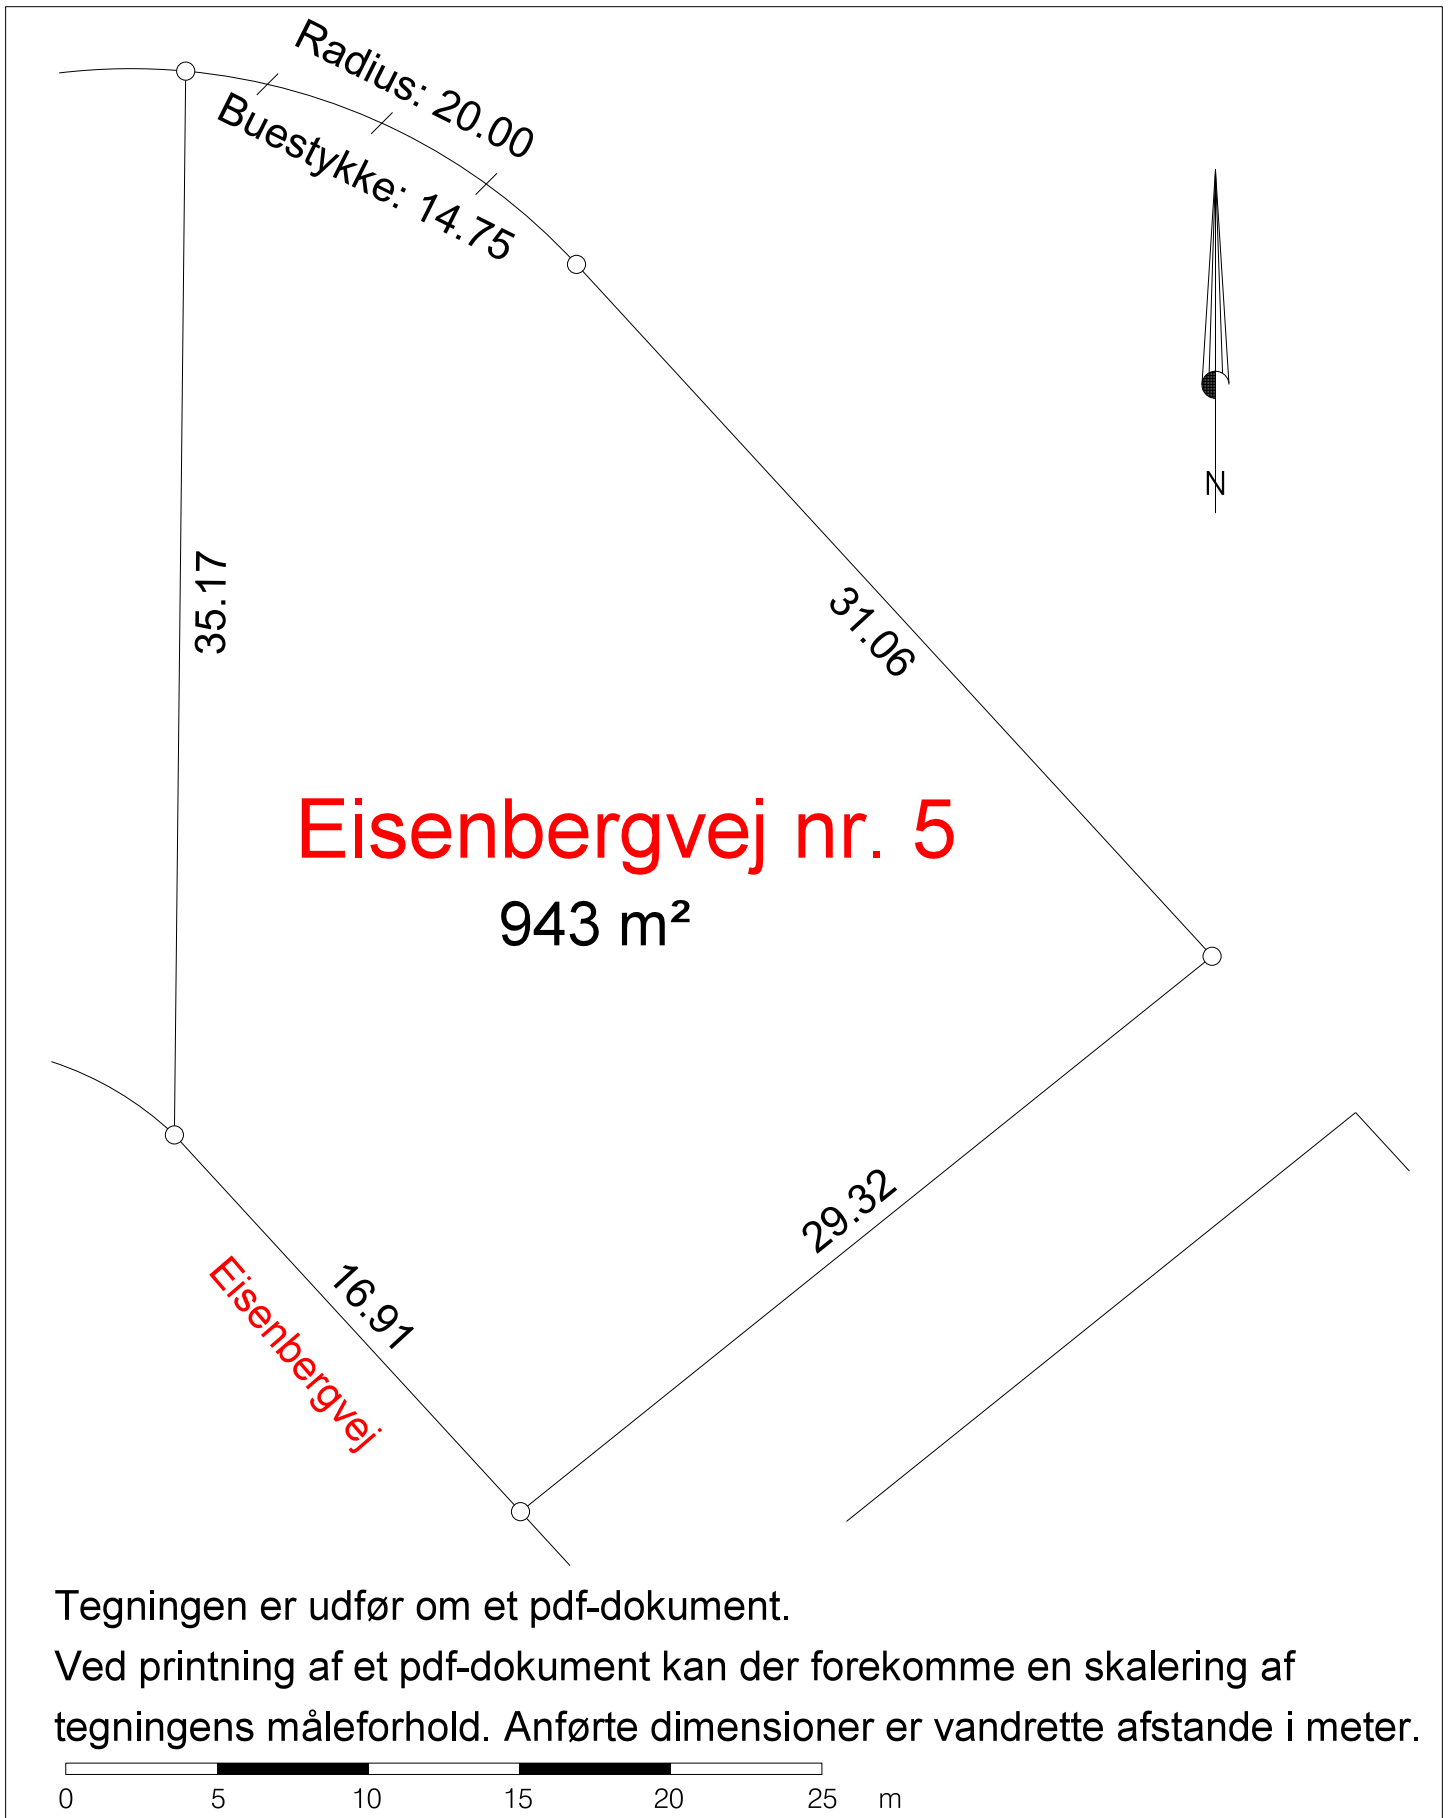 Radius: 20.00
Buestykke: 14.75
N
35.17
31.06
Eisenbergvej nr. 5
943 m²
29.32
16.91
Eisenbergvej
Tegningen er udfør om et pdf-dokument.
Ved printning af et pdf-dokument kan der forekomme en skalering af
tegningens måleforhold. Anførte dimensioner er vandrette afstande i meter.
0 5 10 15 20 25 m